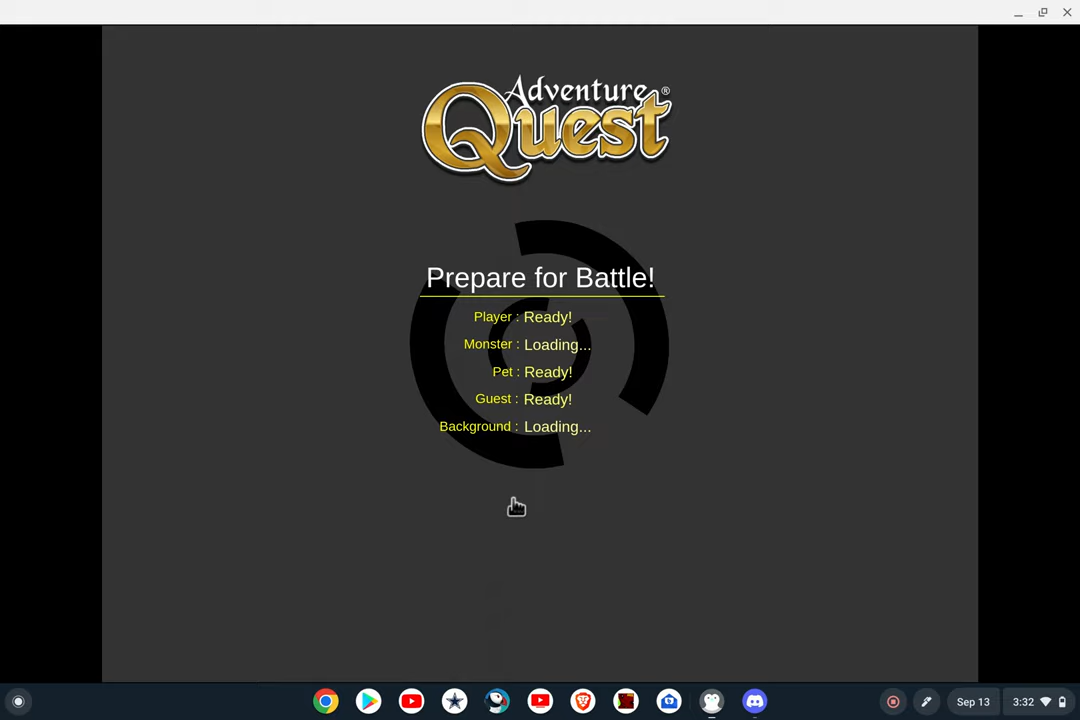 Adventure
Quest®
Prepare for Battle!
Player : Ready!
Monster : Loading...
Pet : Ready!
Guest : Ready!
Background : Loading...
Sep 13 3:32